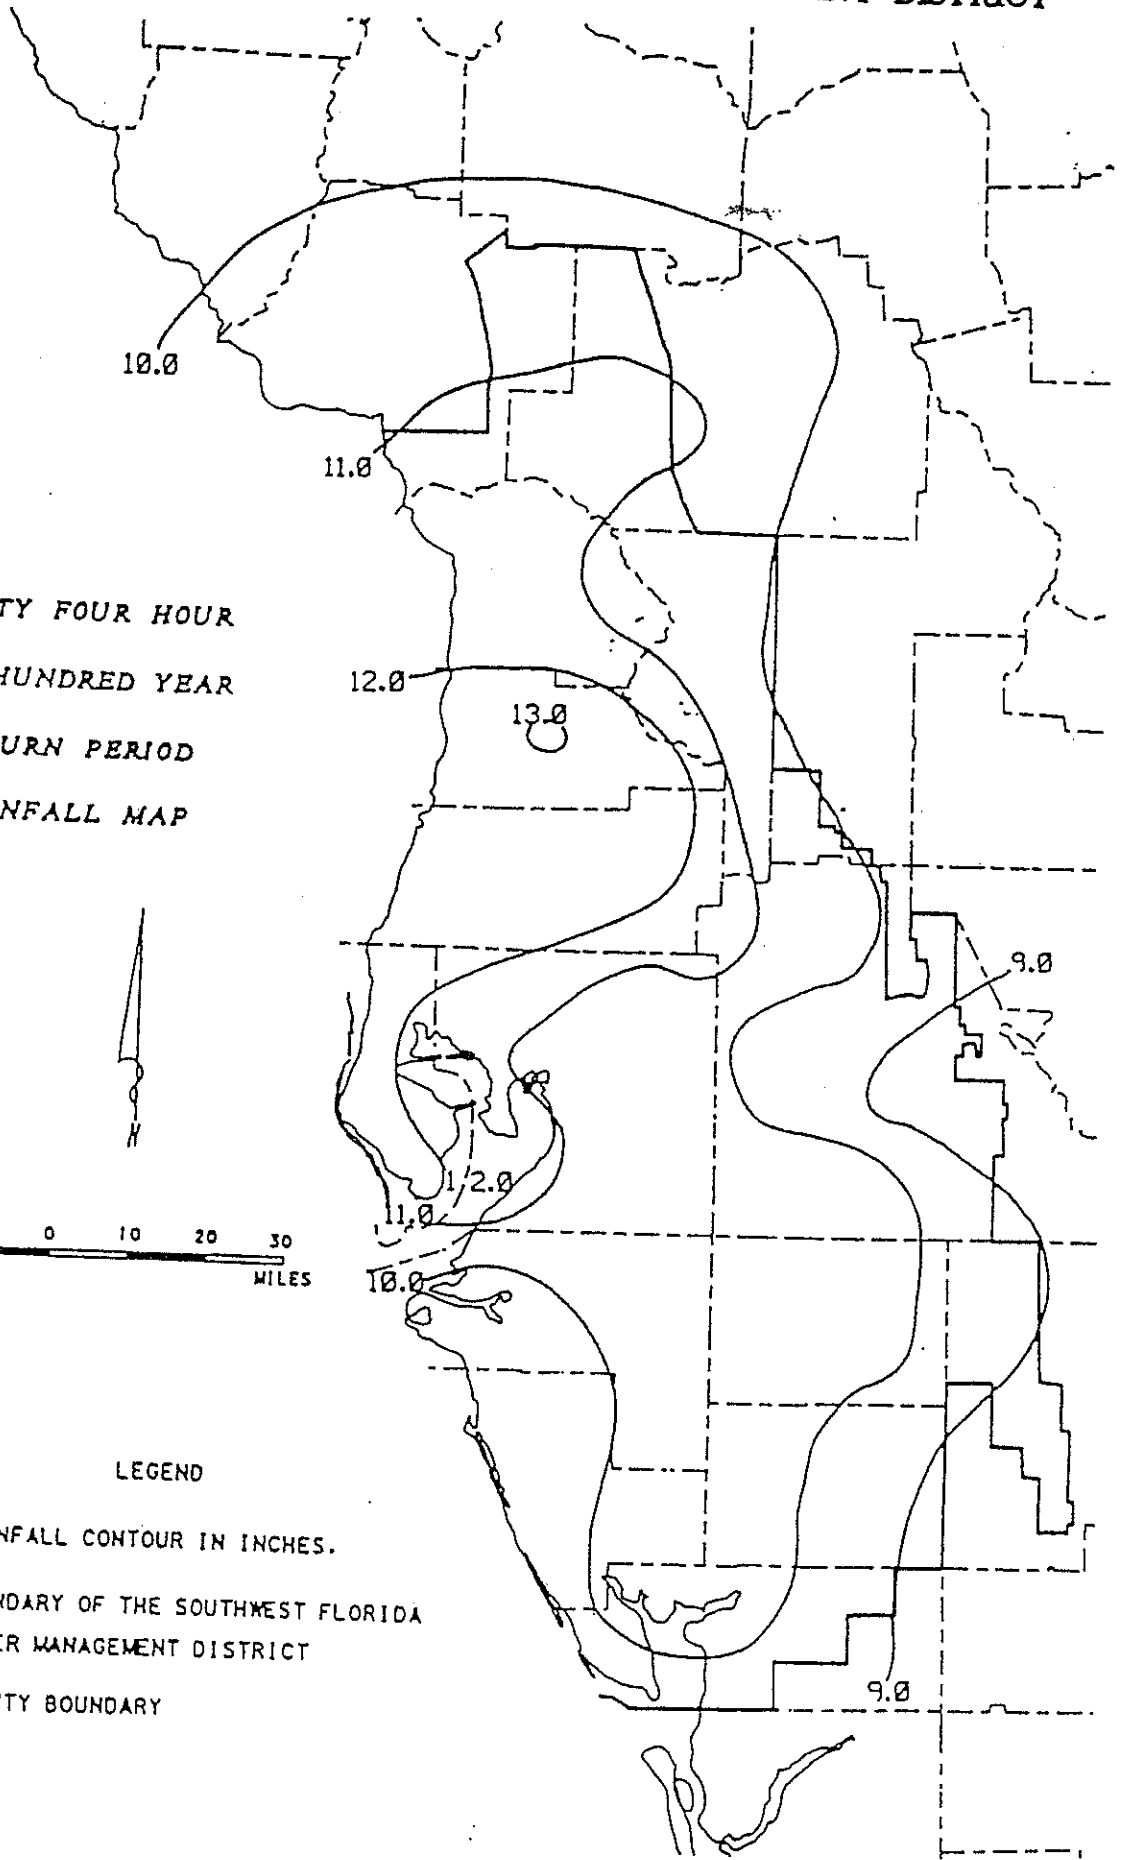 DISTRICT
10.0
11.0
TY FOUR HOUR
HUNDRED YEAR
12.0
13.0
URN PERIOD
NFALL MAP
9.0
N
12.0
11.0
0 10 20 30
MILES
10.0
LEGEND
NFALL CONTOUR IN INCHES.
NDARY OF THE SOUTHWEST FLORIDA
ER MANAGEMENT DISTRICT
9.0
TY BOUNDARY